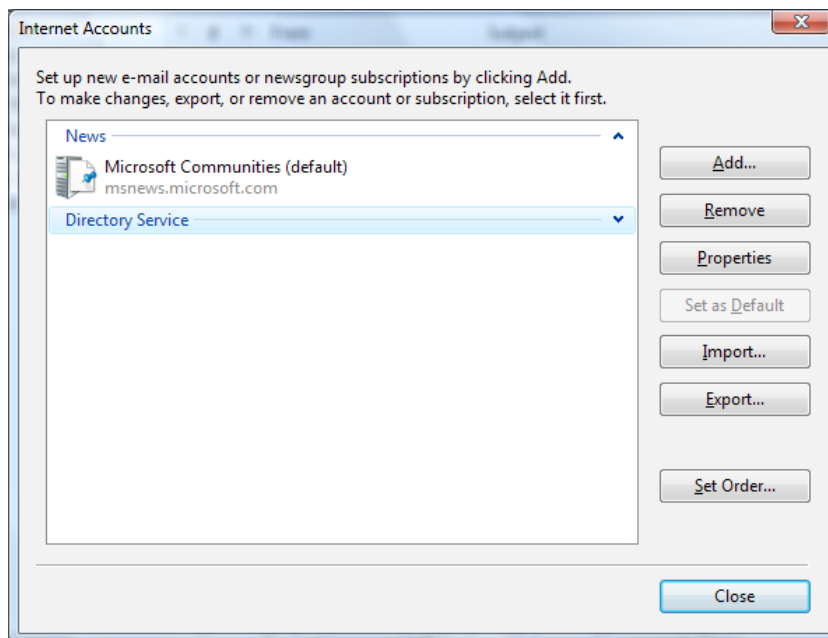 Internet Accounts
Set up new e-mail accounts or newsgroup subscriptions by clicking Add.
To make changes, export, or remove an account or subscription, select it first.
News
Microsoft Communities (default)
msnews.microsoft.com
Directory Service
Add...
Remove
Properties
Set as Default
Import...
Export...
Set Order...
Close